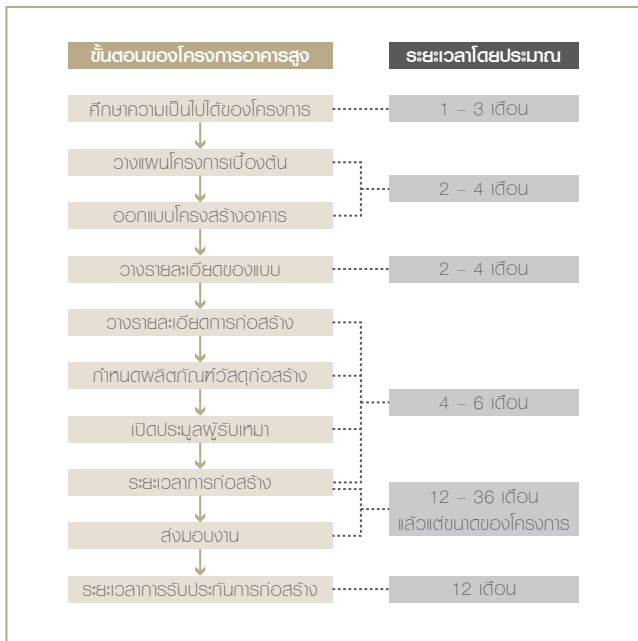 ขั้นตอนของโครงการอาคารสูง ระยะเวลาโดยประมาณ
ศึกษาความเป็นไปได้ของโครงการ 1 – 3 เดือน
วางแผนโครงการเบื้องต้น
2 – 4 เดือน
ออกแบบโครงสร้างอาคาร
วางรายละเอียดของแบบ 2 – 4 เดือน
วางรายละเอียดการก่อสร้าง
กำหนดผลิตภัณฑ์วัสดุก่อสร้าง
4 – 6 เดือน
เปิดประมูลผู้รับเหมา
ระยะเวลาการก่อสร้าง
12 – 36 เดือน
แล้วแต่ขนาดของโครงการ
ส่งมอบงาน
ระยะเวลาการรับประกันการก่อสร้าง 12 เดือน